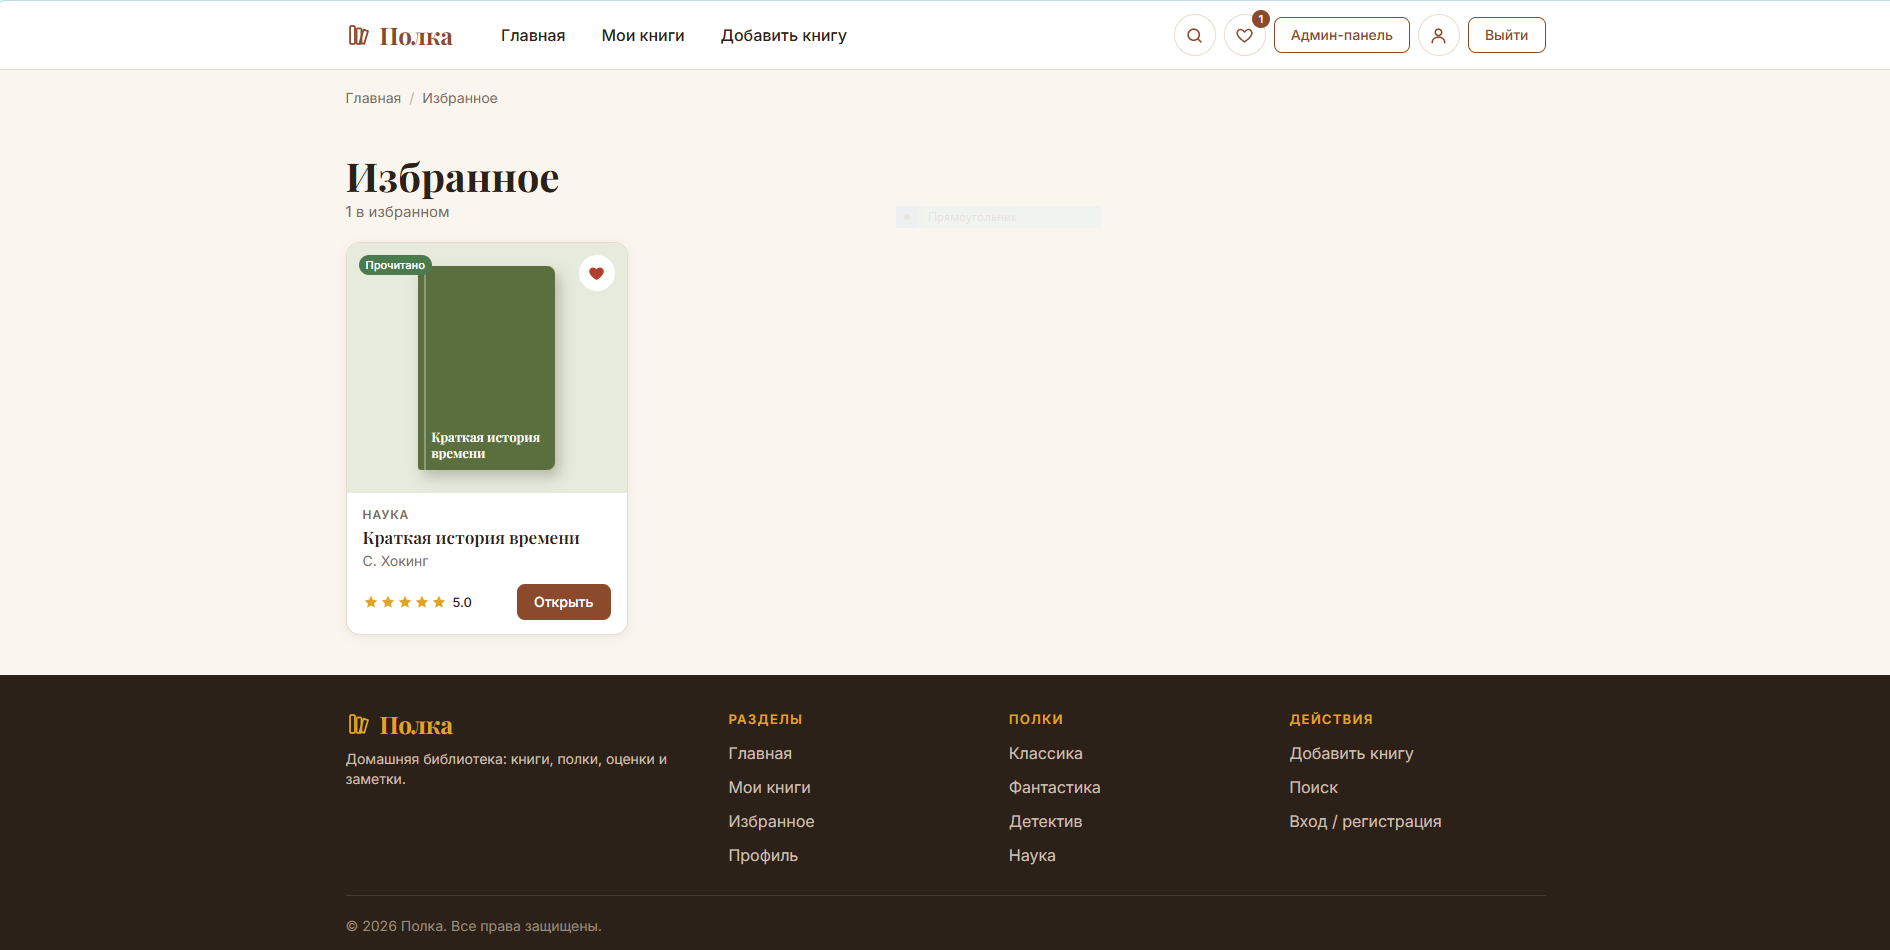 Полка
Главная
Мои книги
Добавить книгу
1
Админ-панель
Выйти
Главная / Избранное
Избранное
1 в избранном
Прямоугольник
Прочитано
Краткая история
времени
НАУКА
Краткая история времени
С. Хокинг
5.0
Открыть
Полка
Домашняя библиотека: книги, полки, оценки и
заметки.
РАЗДЕЛЫ
Главная
Мои книги
Избранное
Профиль
ПОЛКИ
Классика
Фантастика
Детектив
Наука
ДЕЙСТВИЯ
Добавить книгу
Поиск
Вход / регистрация
© 2026 Полка. Все права защищены.